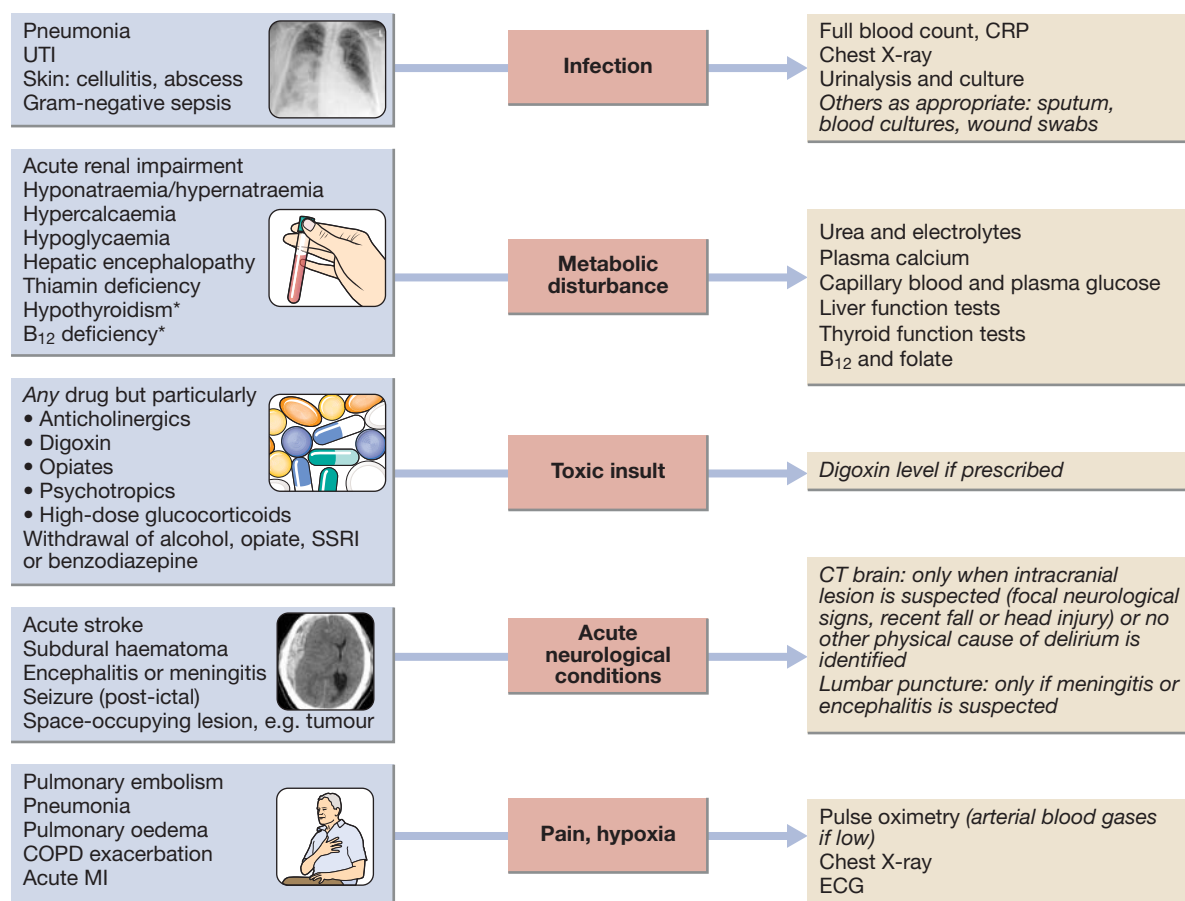 Pneumonia
UTI
Skin: cellulitis, abscess
Gram-negative sepsis
Infection
Full blood count, CRP
Chest X-ray
Urinalysis and culture
Others as appropriate: sputum,
blood cultures, wound swabs
Acute renal impairment
Hyponatraemia/hypernatraemia
Hypercalcaemia
Hypoglycaemia
Hepatic encephalopathy
Thiamin deficiency
Hypothyroidism*
B₁₂ deficiency*
Metabolic
disturbance
Urea and electrolytes
Plasma calcium
Capillary blood and plasma glucose
Liver function tests
Thyroid function tests
B₁₂ and folate
Any drug but particularly
• Anticholinergics
• Digoxin
• Opiates
• Psychotropics
• High-dose glucocorticoids
Withdrawal of alcohol, opiate, SSRI
or benzodiazepine
Toxic insult
Digoxin level if prescribed
Acute stroke
Subdural haematoma
Encephalitis or meningitis
Seizure (post-ictal)
Space-occupying lesion, e.g. tumour
Acute
neurological
conditions
CT brain: only when intracranial
lesion is suspected (focal neurological
signs, recent fall or head injury) or no
other physical cause of delirium is
identified
Lumbar puncture: only if meningitis or
encephalitis is suspected
Pulmonary embolism
Pneumonia
Pulmonary oedema
COPD exacerbation
Acute MI
Pain, hypoxia
Pulse oximetry (arterial blood gases
if low)
Chest X-ray
ECG